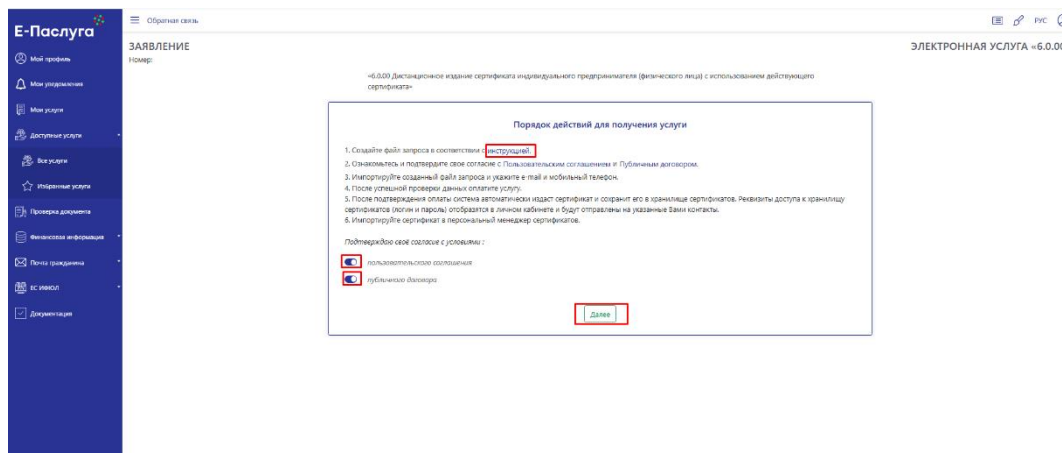 Е-Паслуга
Обратная связь
РУС
Мой профиль
Мои уведомления
Мои услуги
Доступные услуги
Все услуги
Избранные услуги
Проверка документа
Финансовая информация
Почта гражданина
ЕС ИФЮЛ
Документация
ЗАЯВЛЕНИЕ
Номер:
ЭЛЕКТРОННАЯ УСЛУГА «6.0.00
«6.0.00 Дистанционное издание сертификата индивидуального предпринимателя (физического лица) с использованием действующего
сертификата»
Порядок действий для получения услуги
1. Создайте файл запроса в соответствии с инструкцией.
2. Ознакомьтесь и подтвердите свое согласие с Пользовательским соглашением и Публичным договором.
3. Импортируйте созданный файл запроса и укажите e-mail и мобильный телефон.
4. После успешной проверки данных оплатите услугу.
5. После подтверждения оплаты система автоматически издаст сертификат и сохранит его в хранилище сертификатов. Реквизиты доступа к хранилищу
сертификатов (логин и пароль) отобразятся в личном кабинете и будут отправлены на указанные Вами контакты.
6. Импортируйте сертификат в персональный менеджер сертификатов.
Подтверждаю своё согласие с условиями :
пользовательского соглашения
публичного договора
Далее